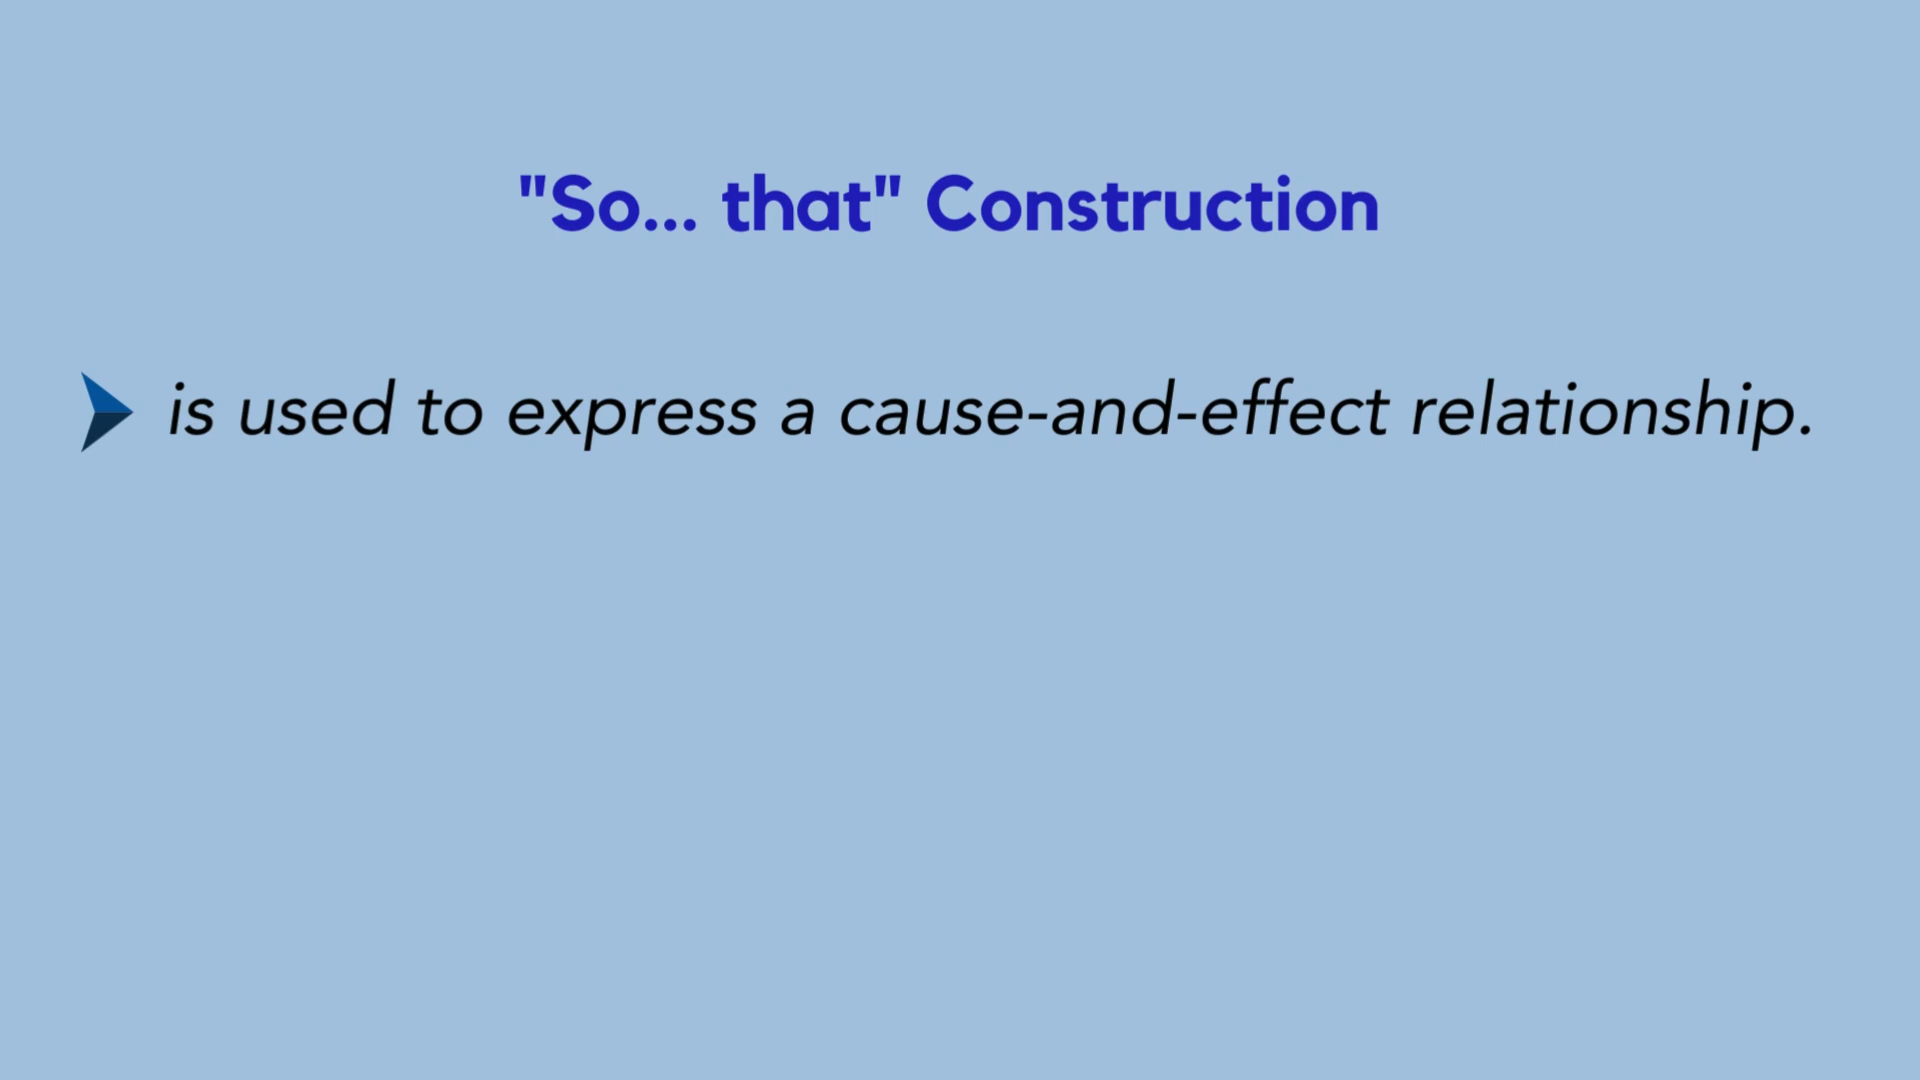 "So... that" Construction
is used to express a cause-and-effect relationship.